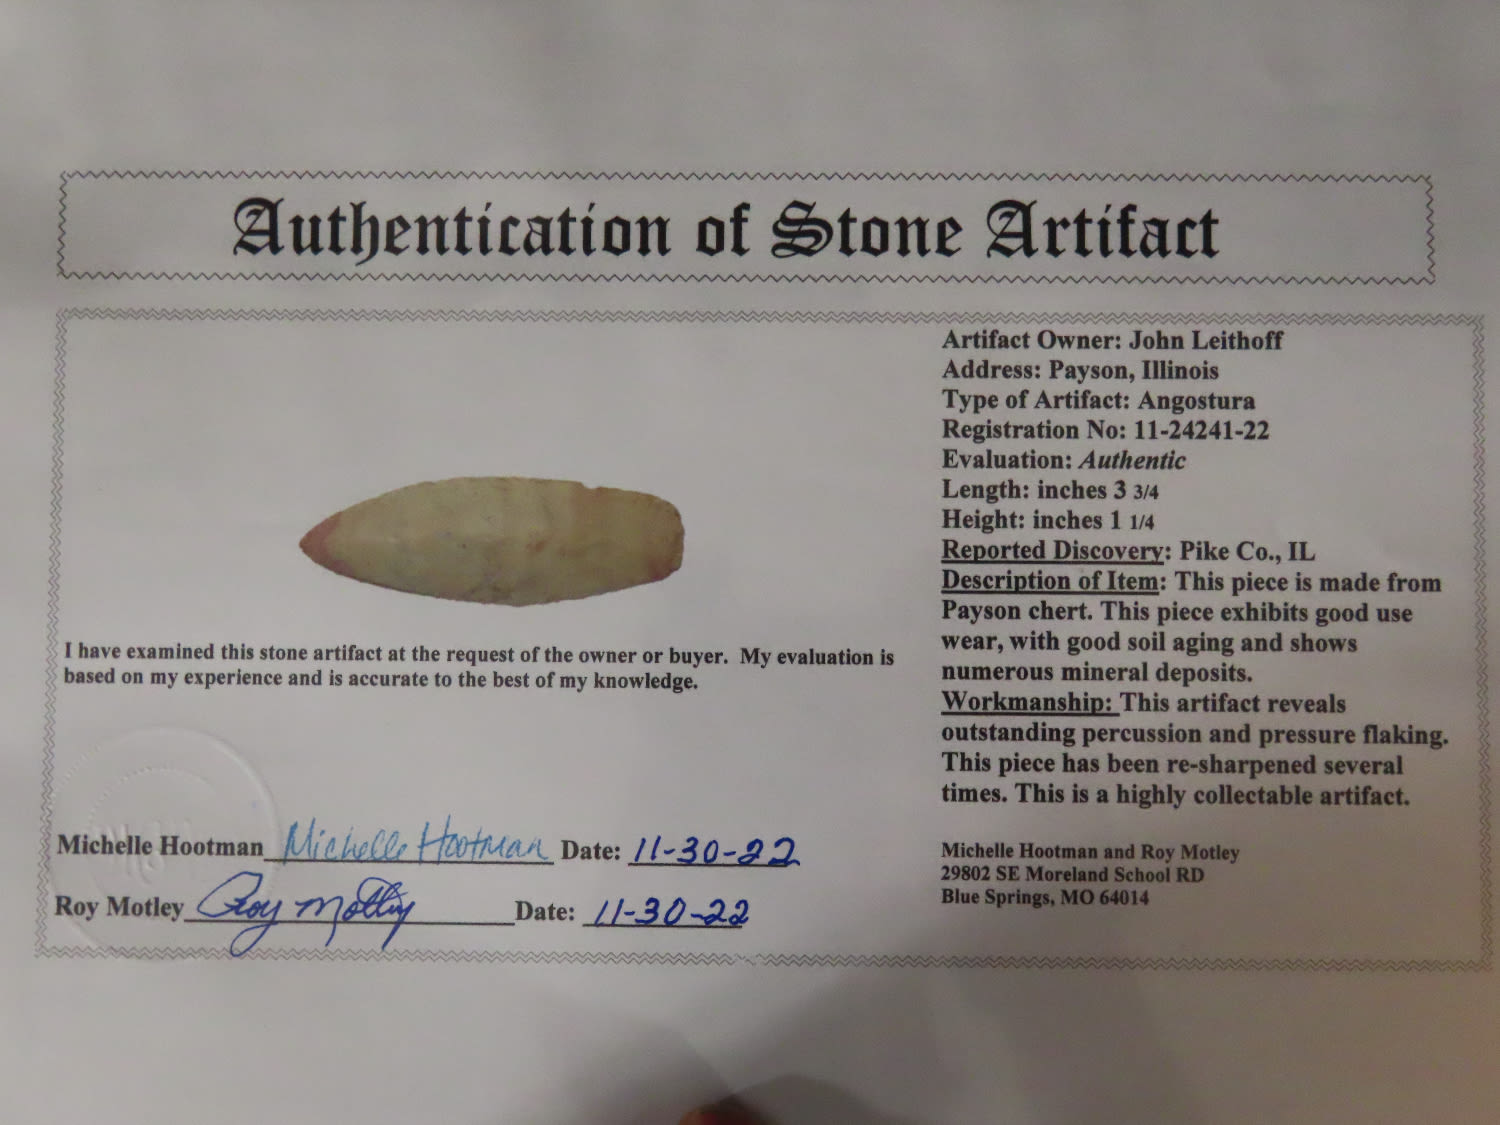 Authentication of Stone Artifact
Artifact Owner: John Leithoff
Address: Payson, Illinois
Type of Artifact: Angostura
Registration No: 11-24241-22
Evaluation: Authentic
Length: inches 3 3/4
Height: inches 1 1/4
Reported Discovery: Pike Co., IL
Description of Item: This piece is made from
Payson chert. This piece exhibits good use
wear, with good soil aging and shows
numerous mineral deposits.
Workmanship: This artifact reveals
outstanding percussion and pressure flaking.
This piece has been re-sharpened several
times. This is a highly collectable artifact.
I have examined this stone artifact at the request of the owner or buyer. My evaluation is
based on my experience and is accurate to the best of my knowledge.
Michelle Hootman Michelle Hootman Date: 11-30-22
Roy Motley Roy Motley Date: 11-30-22
Michelle Hootman and Roy Motley
29802 SE Moreland School RD
Blue Springs, MO 64014